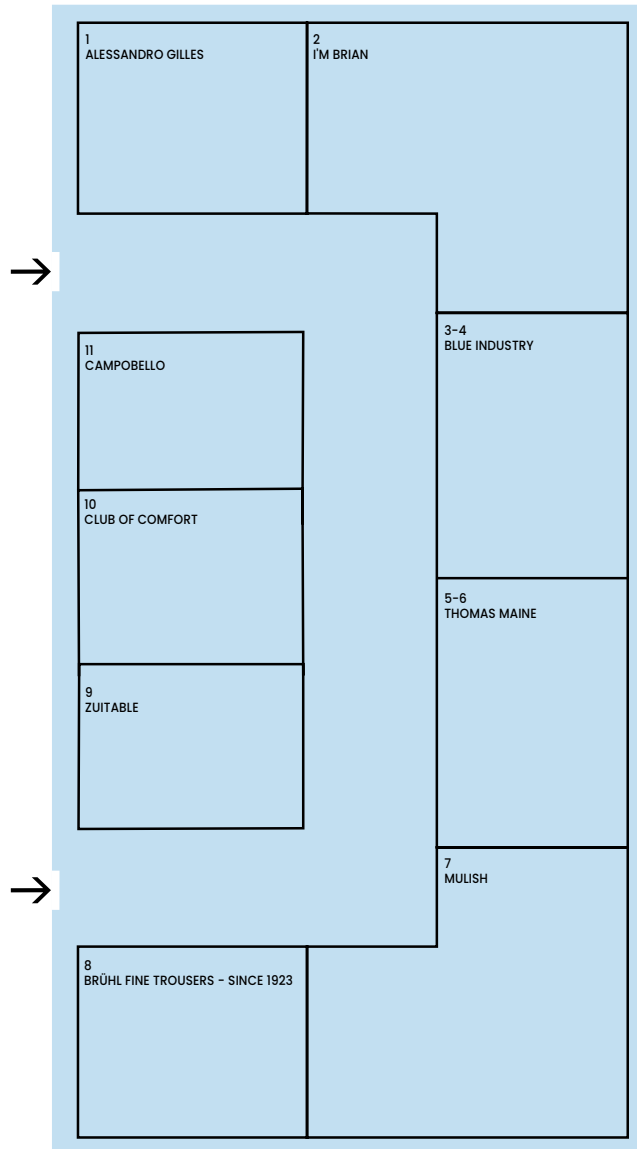 1
ALESSANDRO GILLES
2
I'M BRIAN
3-4
BLUE INDUSTRY
11
CAMPOBELLO
10
CLUB OF COMFORT
5-6
THOMAS MAINE
9
ZUITABLE
7
MULISH
8
BRÜHL FINE TROUSERS - SINCE 1923